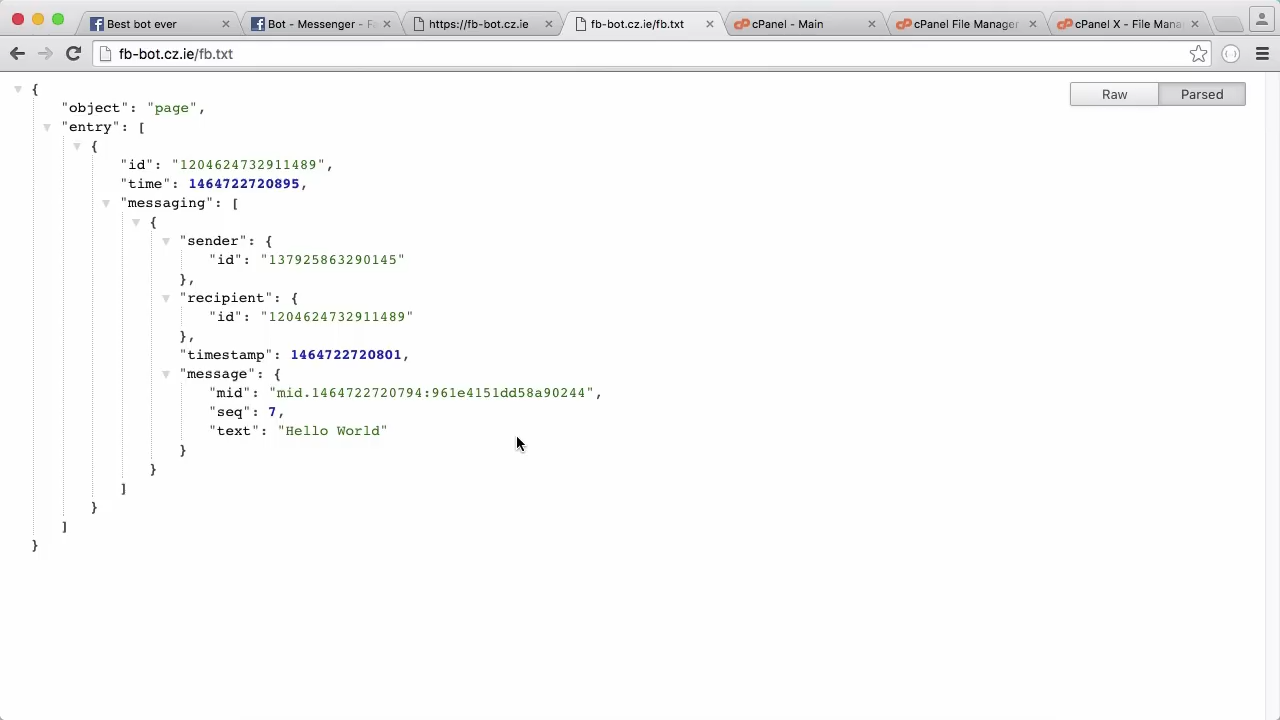 Best bot ever
Bot - Messenger - Fa
https://fb-bot.cz.ie
fb-bot.cz.ie/fb.txt
cPanel - Main
cPanel File Manager
cPanel X - File Mana
fb-bot.cz.ie/fb.txt
Raw
Parsed
{
"object": "page",
"entry": [
{
"id": "1204624732911489",
"time": 1464722720895,
"messaging": [
{
"sender": {
"id": "137925863290145"
},
"recipient": {
"id": "1204624732911489"
},
"timestamp": 1464722720801,
"message": {
"mid": "mid.1464722720794:961e4151dd58a90244",
"seq": 7,
"text": "Hello World"
}
}
]
}
]
}